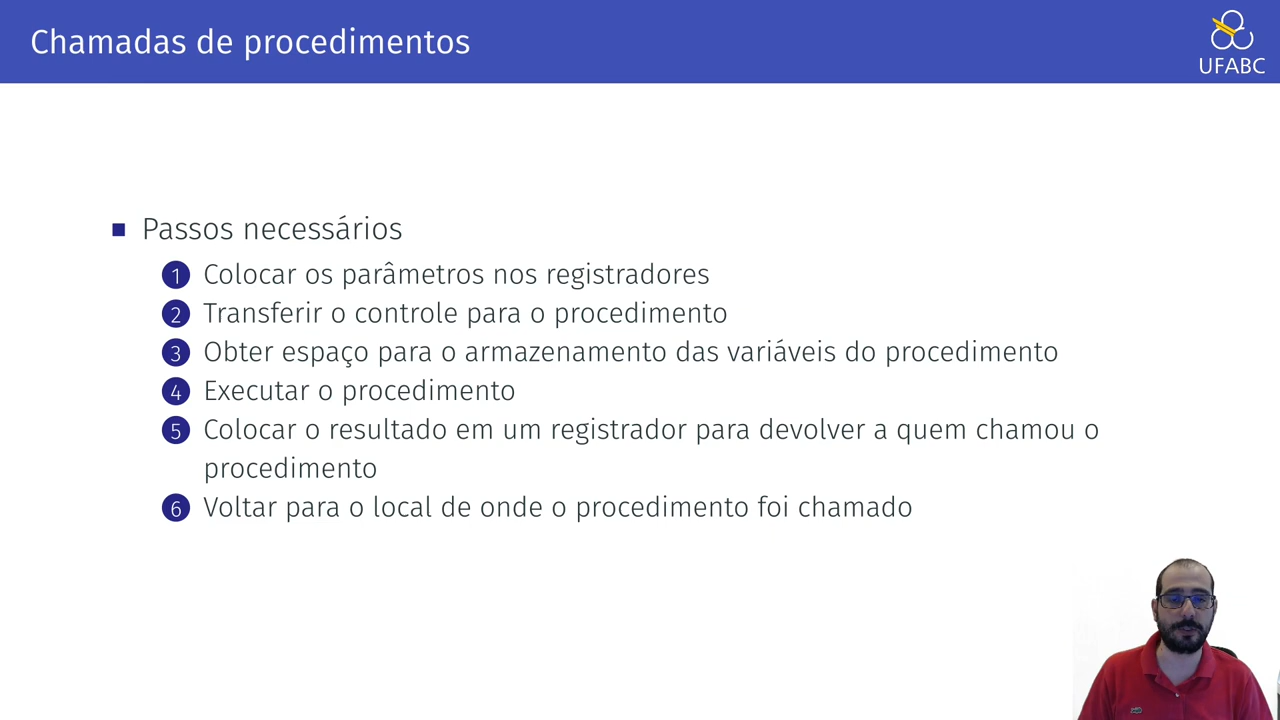 Chamadas de procedimentos
UFABC
Passos necessários
1 Colocar os parâmetros nos registradores
2 Transferir o controle para o procedimento
3 Obter espaço para o armazenamento das variáveis do procedimento
4 Executar o procedimento
5 Colocar o resultado em um registrador para devolver a quem chamou o
procedimento
6 Voltar para o local de onde o procedimento foi chamado